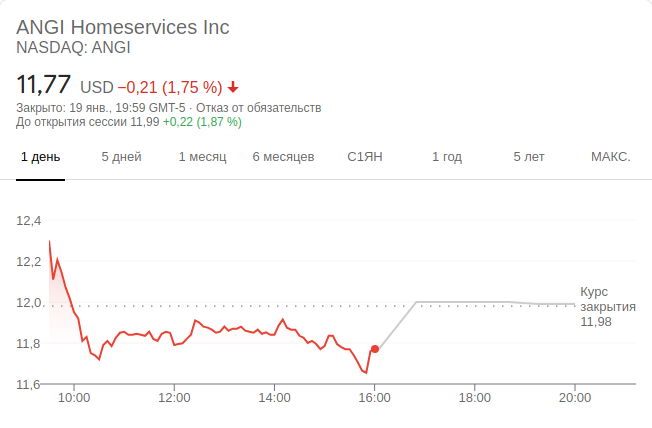 ANGI Homeservices Inc
NASDAQ: ANGI
11,77 USD −0,21 (1,75 %)
Закрыто: 19 янв., 19:59 GMT-5 · Отказ от обязательств
До открытия сессии 11,99 +0,22 (1,87 %)
1 день 5 дней 1 месяц 6 месяцев С1ЯН 1 год 5 лет МАКС.
12,4
12,2
12,0
11,8
11,6
Курс
закрытия
11,98
10:00 12:00 14:00 16:00 18:00 20:00